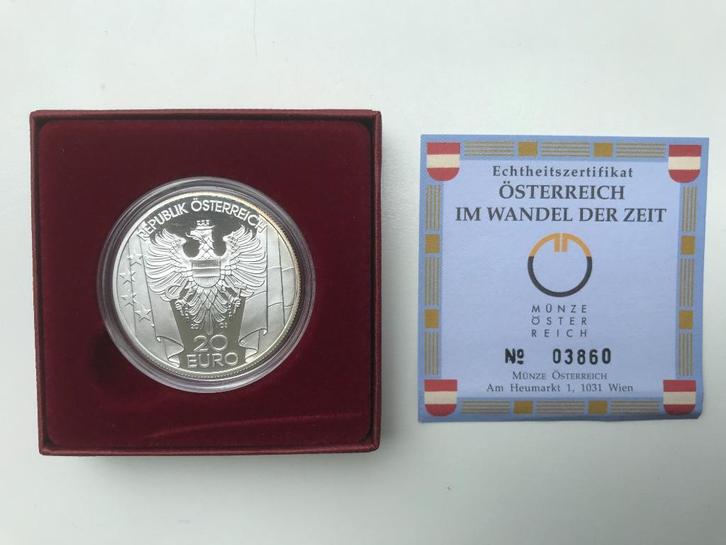 REPUBLIK ÖSTERREICH
20
EURO
Echtheitszertifikat
ÖSTERREICH
IM WANDEL DER ZEIT
MÜNZE
ÖSTER
REICH
Nº 03860
MÜNZE ÖSTERREICH
Am Heumarkt 1, 1031 Wien